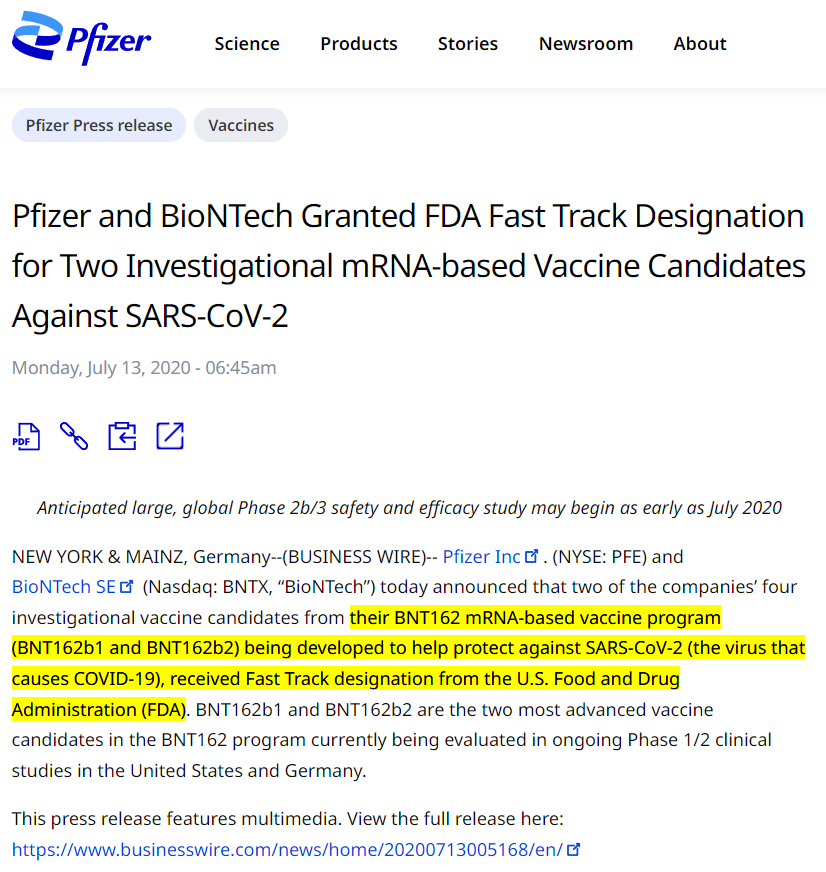 Pfizer
Science Products Stories Newsroom About
Pfizer Press release Vaccines
Pfizer and BioNTech Granted FDA Fast Track Designation
for Two Investigational mRNA-based Vaccine Candidates
Against SARS-CoV-2
Monday, July 13, 2020 - 06:45am
PDF
Anticipated large, global Phase 2b/3 safety and efficacy study may begin as early as July 2020
NEW YORK & MAINZ, Germany--(BUSINESS WIRE)-- Pfizer Inc . (NYSE: PFE) and
BioNTech SE (Nasdaq: BNTX, “BioNTech”) today announced that two of the companies’ four
investigational vaccine candidates from their BNT162 mRNA-based vaccine program
(BNT162b1 and BNT162b2) being developed to help protect against SARS-CoV-2 (the virus that
causes COVID-19), received Fast Track designation from the U.S. Food and Drug
Administration (FDA). BNT162b1 and BNT162b2 are the two most advanced vaccine
candidates in the BNT162 program currently being evaluated in ongoing Phase 1/2 clinical
studies in the United States and Germany.
This press release features multimedia. View the full release here:
https://www.businesswire.com/news/home/20200713005168/en/